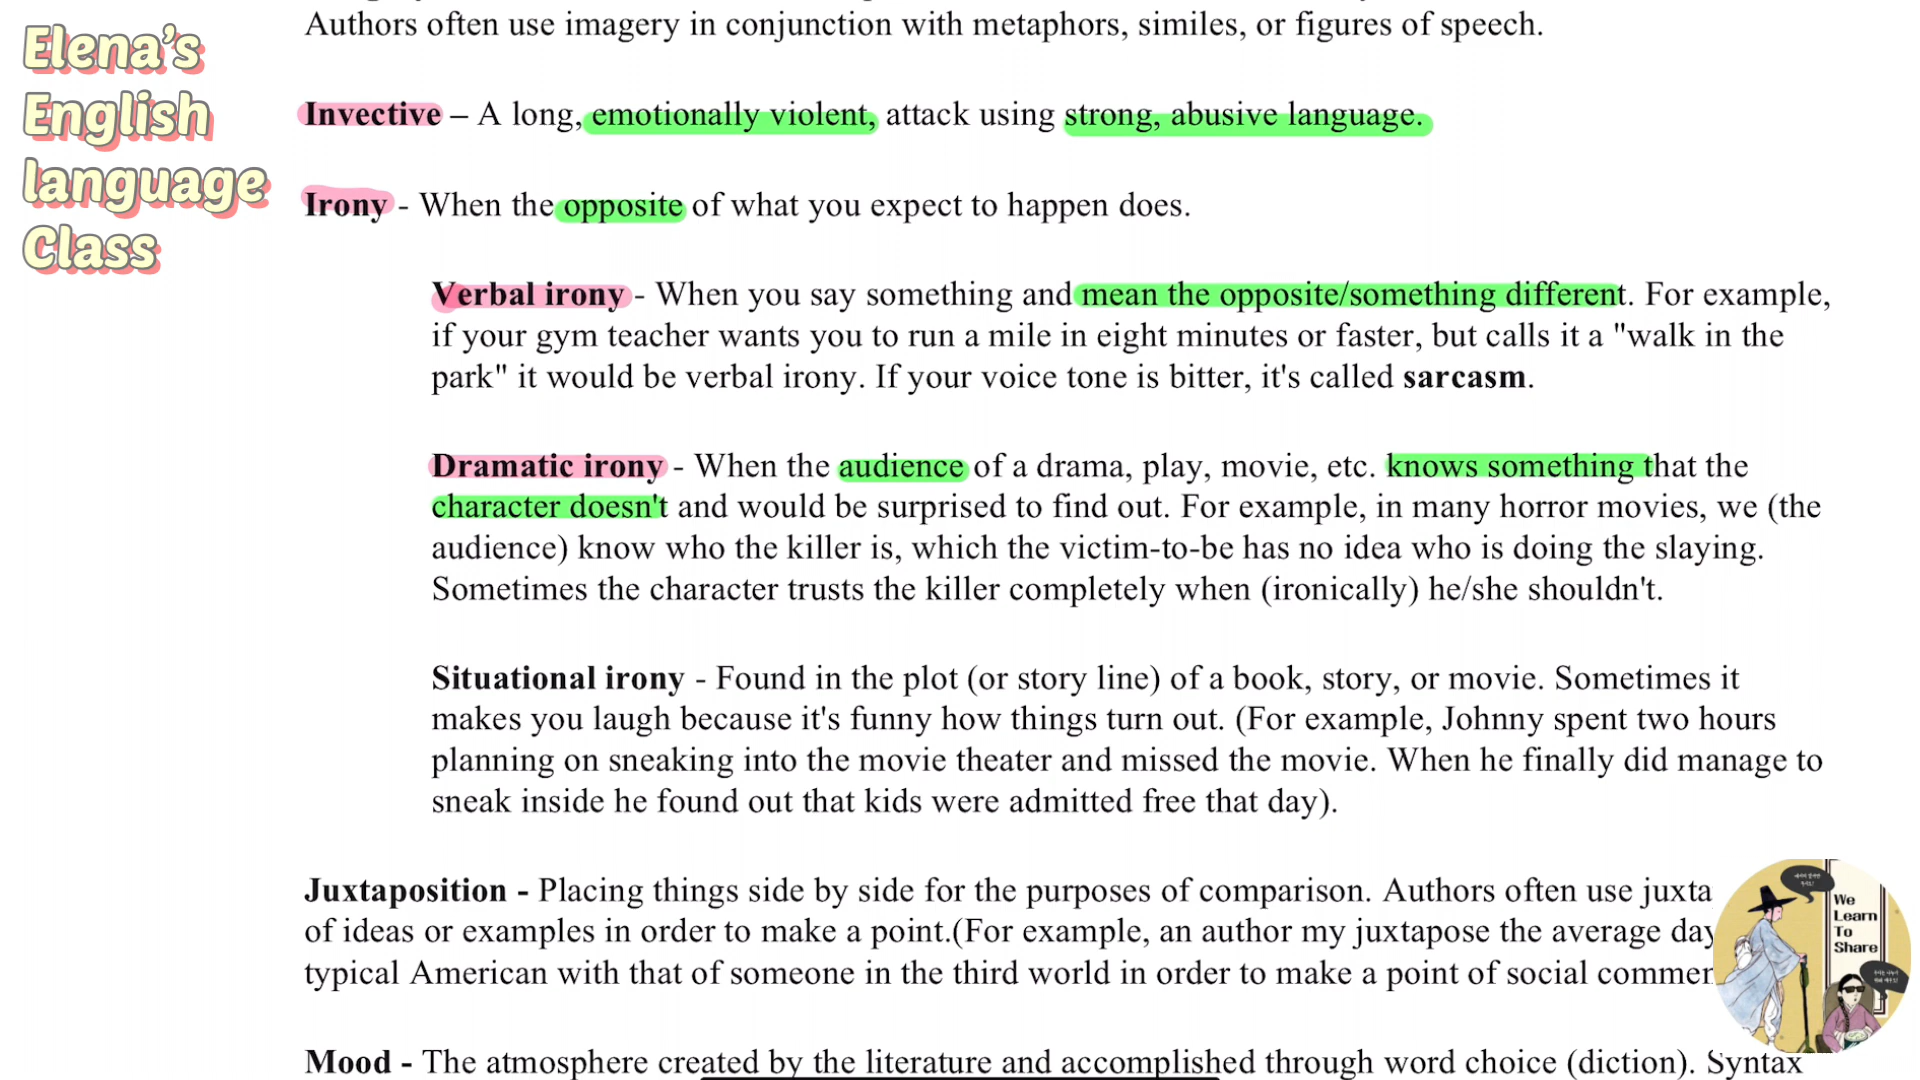 Elena's
English
language
Class
Authors often use imagery in conjunction with metaphors, similes, or figures of speech.
Invective – A long, emotionally violent, attack using strong, abusive language.
Irony - When the opposite of what you expect to happen does.
Verbal irony - When you say something and mean the opposite/something different. For example,
if your gym teacher wants you to run a mile in eight minutes or faster, but calls it a "walk in the
park" it would be verbal irony. If your voice tone is bitter, it's called sarcasm.
Dramatic irony - When the audience of a drama, play, movie, etc. knows something that the
character doesn't and would be surprised to find out. For example, in many horror movies, we (the
audience) know who the killer is, which the victim-to-be has no idea who is doing the slaying.
Sometimes the character trusts the killer completely when (ironically) he/she shouldn't.
Situational irony - Found in the plot (or story line) of a book, story, or movie. Sometimes it
makes you laugh because it's funny how things turn out. (For example, Johnny spent two hours
planning on sneaking into the movie theater and missed the movie. When he finally did manage to
sneak inside he found out that kids were admitted free that day).
Juxtaposition - Placing things side by side for the purposes of comparison. Authors often use juxta
of ideas or examples in order to make a point.(For example, an author my juxtapose the average day
typical American with that of someone in the third world in order to make a point of social commen
Mood - The atmosphere created by the literature and accomplished through word choice (diction). Syntax
We
Learn
To
Share